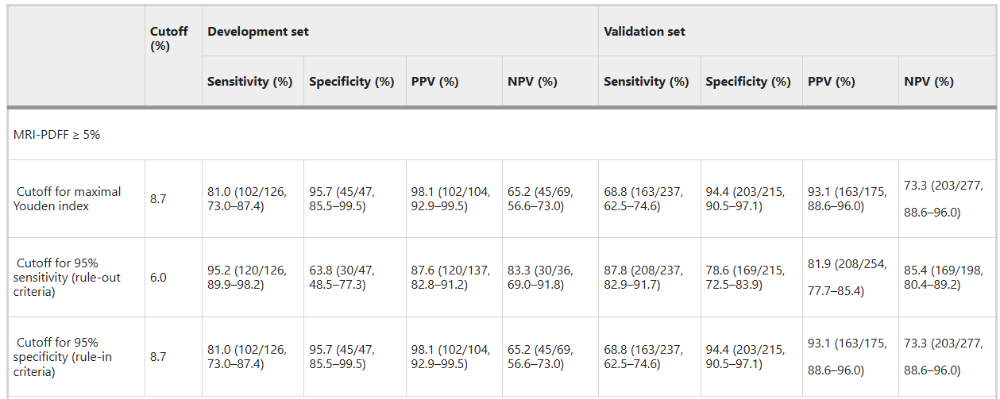 Cutoff (%)
Development set
Validation set
Sensitivity (%)
Specificity (%)
PPV (%)
NPV (%)
Sensitivity (%)
Specificity (%)
PPV (%)
NPV (%)
MRI-PDFF ≥ 5%
Cutoff for maximal
Youden index
8.7
81.0 (102/126,
73.0–87.4)
95.7 (45/47,
85.5–99.5)
98.1 (102/104,
92.9–99.5)
65.2 (45/69,
56.6–73.0)
68.8 (163/237,
62.5–74.6)
94.4 (203/215,
90.5–97.1)
93.1 (163/175,
88.6–96.0)
73.3 (203/277,
88.6–96.0)
Cutoff for 95%
sensitivity (rule-out
criteria)
6.0
95.2 (120/126,
89.9–98.2)
63.8 (30/47,
48.5–77.3)
87.6 (120/137,
82.8–91.2)
83.3 (30/36,
69.0–91.8)
87.8 (208/237,
82.9–91.7)
78.6 (169/215,
72.5–83.9)
81.9 (208/254,
77.7–85.4)
85.4 (169/198,
80.4–89.2)
Cutoff for 95%
specificity (rule-in
criteria)
8.7
81.0 (102/126,
73.0–87.4)
95.7 (45/47,
85.5–99.5)
98.1 (102/104,
92.9–99.5)
65.2 (45/69,
56.6–73.0)
68.8 (163/237,
62.5–74.6)
94.4 (203/215,
90.5–97.1)
93.1 (163/175,
88.6–96.0)
73.3 (203/277,
88.6–96.0)